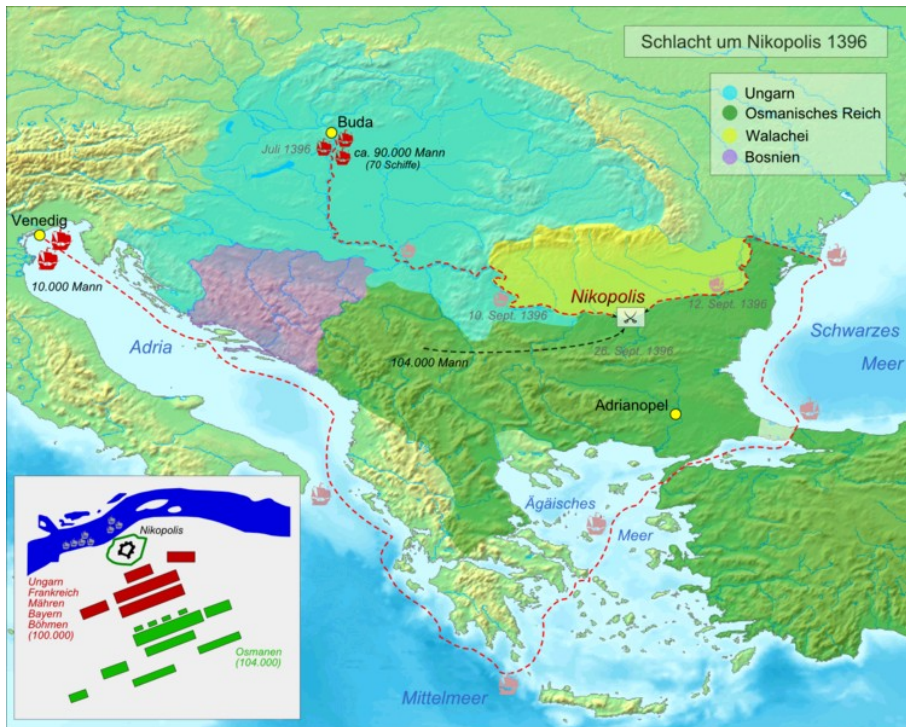 Schlacht um Nikopolis 1396
Ungarn
Osmanisches Reich
Walachei
Bosnien
Buda
Juli 1396
ca. 90.000 Mann
(70 Schiffe)
Venedig
10.000 Mann
Adria
Nikopolis
10. Sept. 1396
12. Sept. 1396
26. Sept. 1396
104.000 Mann
Schwarzes
Meer
Adrianopel
Ägäisches
Meer
Mittelmeer
Nikopolis
Ungarn
Frankreich
Mähren
Bayern
Böhmen
(100.000)
Osmanen
(104.000)